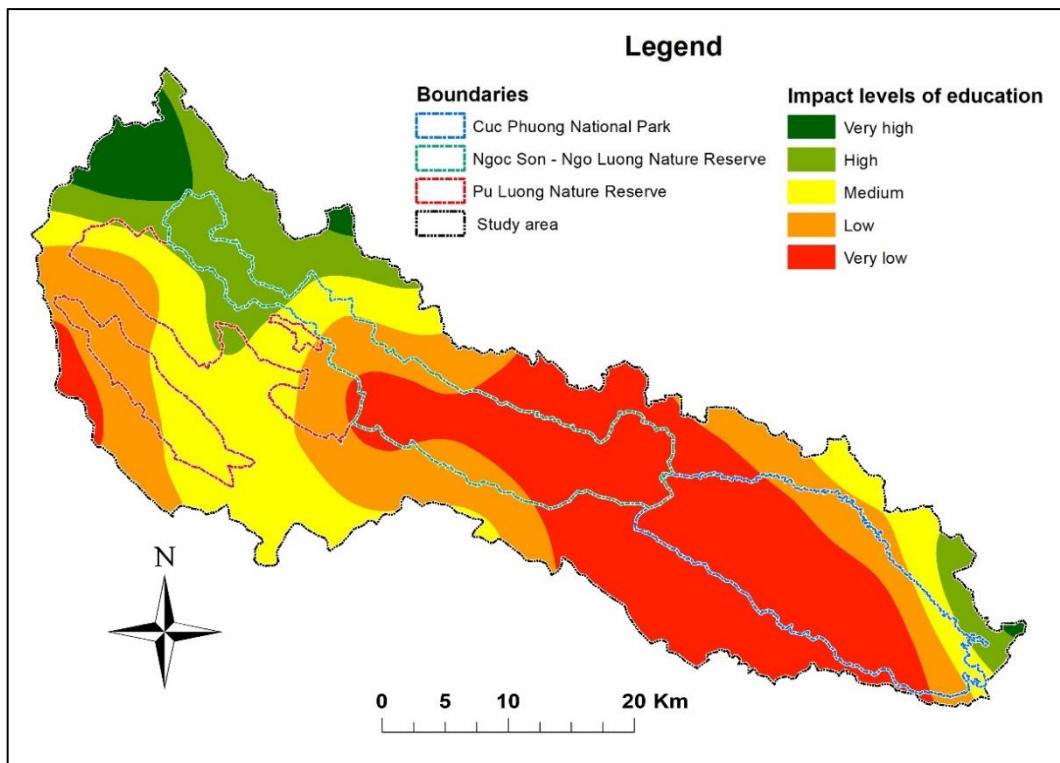 Legend
Boundaries
Cuc Phuong National Park
Ngoc Son - Ngo Luong Nature Reserve
Pu Luong Nature Reserve
Study area
Impact levels of education
Very high
High
Medium
Low
Very low
N
0 5 10 20 Km